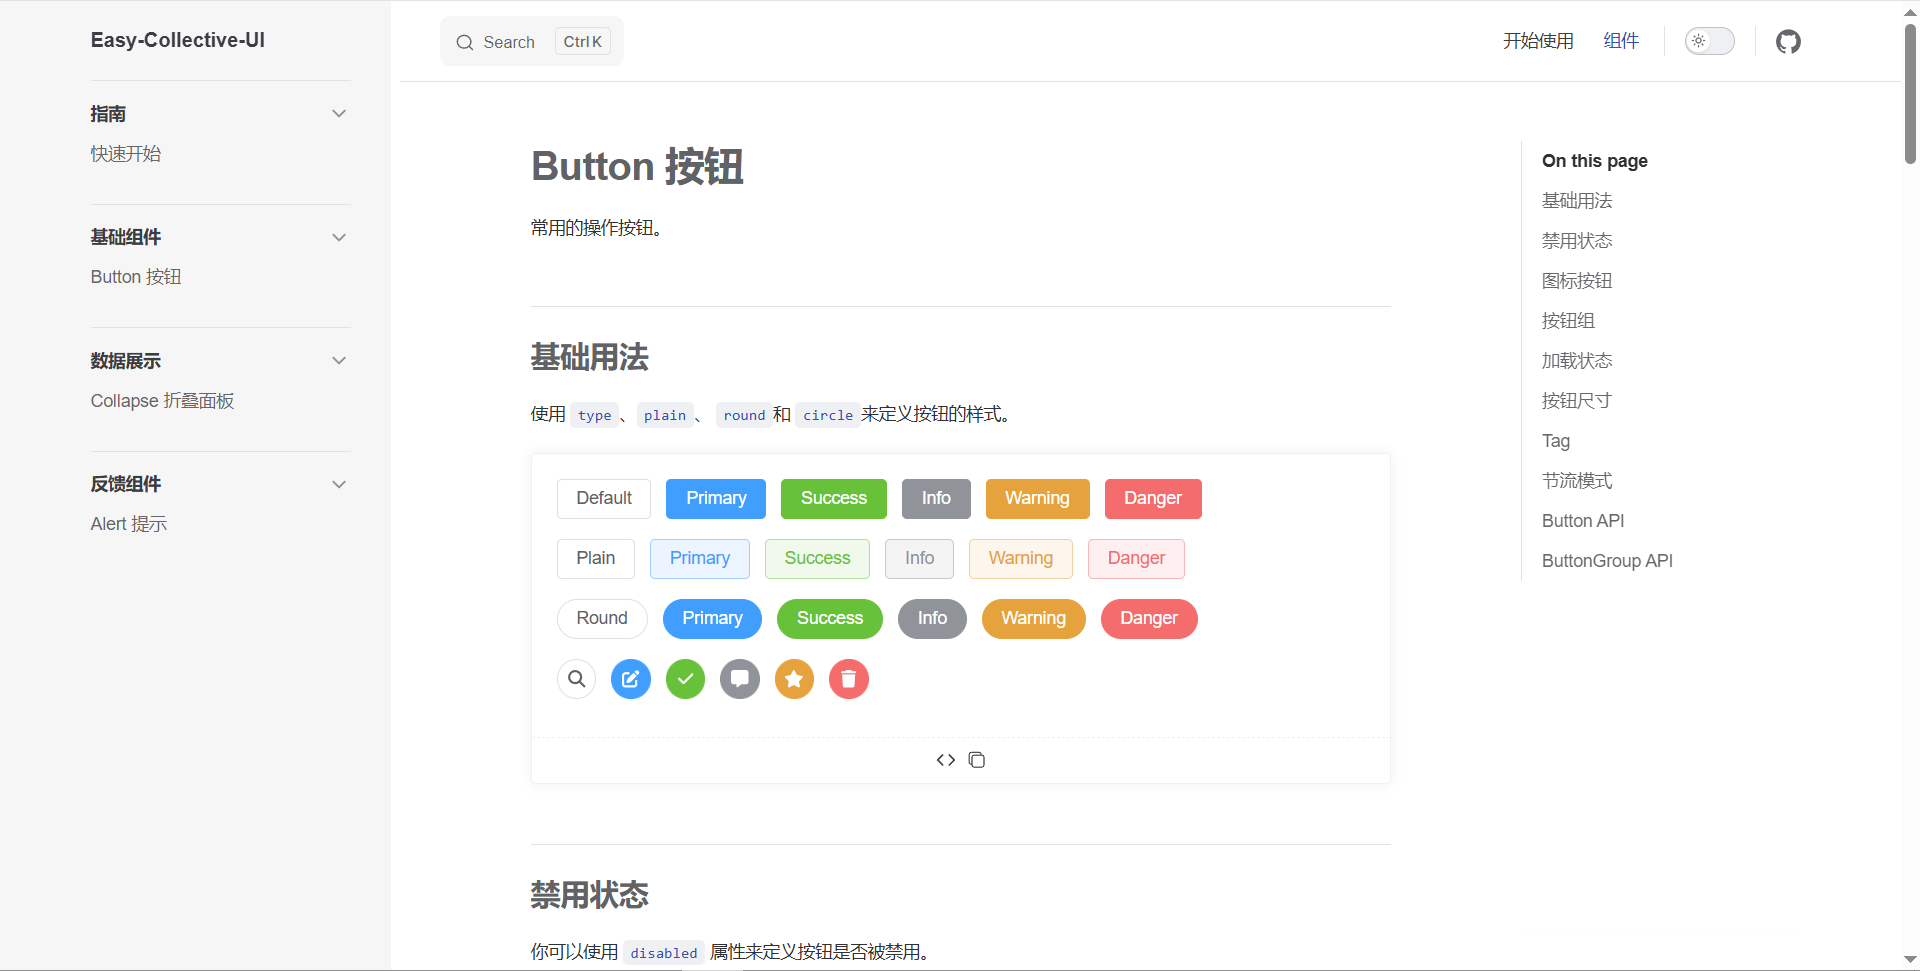 Easy-Collective-UI
指南
快速开始
基础组件
Button 按钮
数据展示
Collapse 折叠面板
反馈组件
Alert 提示
Search Ctrl K
开始使用 组件
Button 按钮
常用的操作按钮。
基础用法
使用 type 、 plain 、 round 和 circle 来定义按钮的样式。
Default Primary Success Info Warning Danger
Plain Primary Success Info Warning Danger
Round Primary Success Info Warning Danger
禁用状态
你可以使用 disabled 属性来定义按钮是否被禁用。
On this page
基础用法
禁用状态
图标按钮
按钮组
加载状态
按钮尺寸
Tag
节流模式
Button API
ButtonGroup API